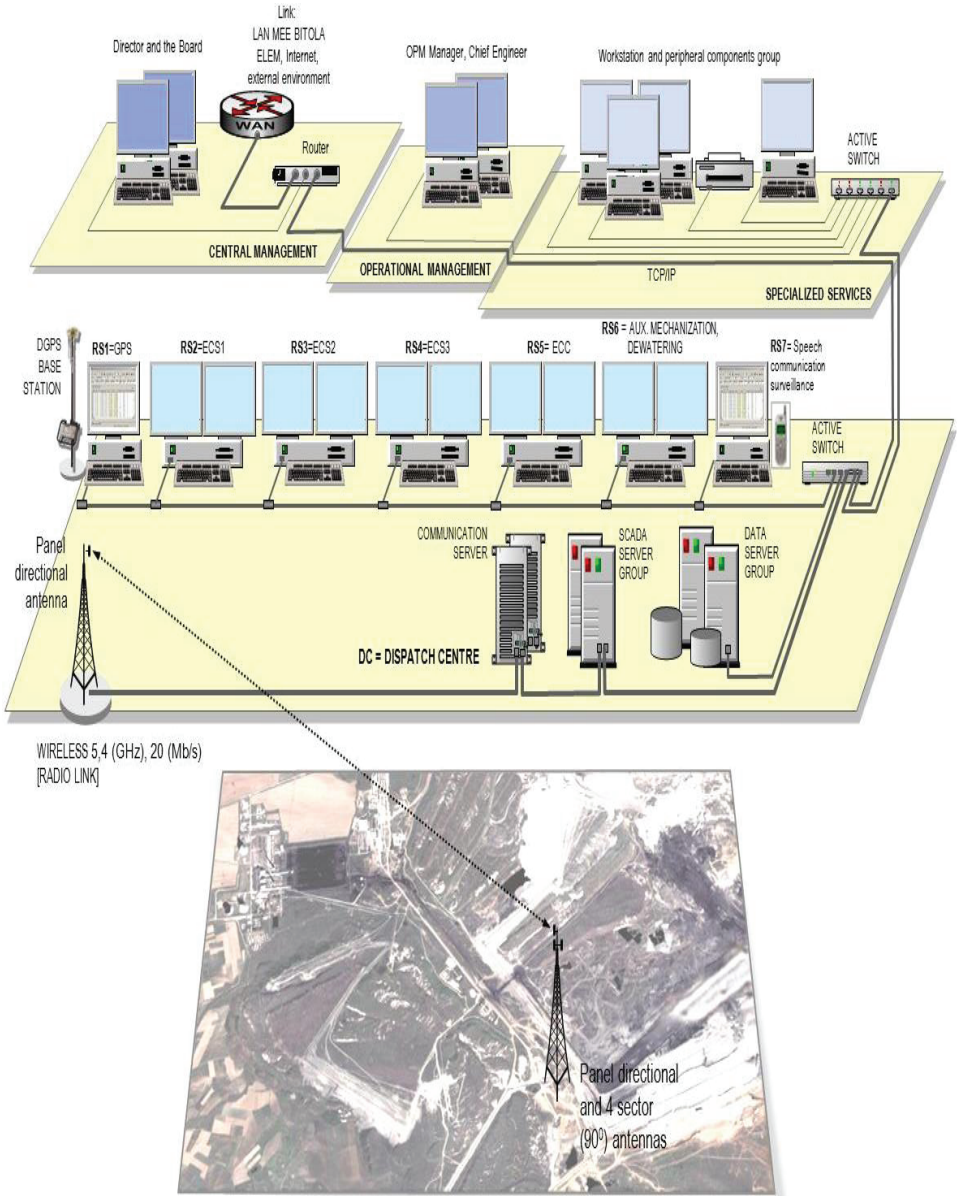 Link:
LAN MEE BITOLA
ELEM, Internet,
external environment
Director and the Board
OPM Manager, Chief Engineer
Workstation and peripheral components group
WAN
Router
ACTIVE
SWITCH
CENTRAL MANAGEMENT
OPERATIONAL MANAGEMENT
TCP/IP
SPECIALIZED SERVICES
DGPS
BASE
STATION
RS1=GPS
RS2=ECS1
RS3=ECS2
RS4=ECS3
RS5= ECC
RS6 = AUX. MECHANIZATION,
DEWATERING
RS7= Speech
communication
surveillance
ACTIVE
SWITCH
Panel
directional
antenna
COMMUNICATION
SERVER
SCADA
SERVER
GROUP
DATA
SERVER
GROUP
DC = DISPATCH CENTRE
WIRELESS 5,4 (GHz), 20 (Mb/s)
[RADIO LINK]
Panel directional
and 4 sector
(90⁰) antennas